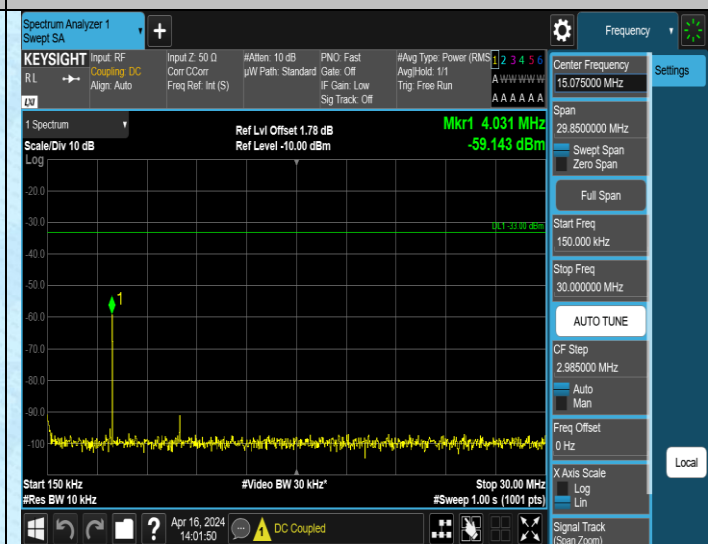 Spectrum Analyzer 1
Swept SA
Frequency
KEYSIGHT
RL
LXI
Input: RF
Coupling: DC
Align: Auto
Input Z: 50 Ω
Corr CCorr
Freq Ref: Int (S)
#Atten: 10 dB
µW Path: Standard
PNO: Fast
Gate: Off
IF Gain: Low
Sig Track: Off
#Avg Type: Power (RMS
Avg|Hold: 1/1
Trig: Free Run
1 2 3 4 5 6
A W W W W W
A A A A A A
1 Spectrum
Scale/Div 10 dB
Ref Lvl Offset 1.78 dB
Ref Level -10.00 dBm
Mkr1 4.031 MHz
-59.143 dBm
Log
-20.0
-30.0
DL1 -33.00 dBm
-40.0
-50.0
1
-60.0
-70.0
-80.0
-90.0
-100
Start 150 kHz
#Res BW 10 kHz
#Video BW 30 kHz*
Stop 30.00 MHz
#Sweep 1.00 s (1001 pts)
Apr 16, 2024
14:01:50
DC Coupled
Center Frequency
15.075000 MHz
Span
29.8500000 MHz
Swept Span
Zero Span
Full Span
Start Freq
150.000 kHz
Stop Freq
30.000000 MHz
AUTO TUNE
CF Step
2.985000 MHz
Auto
Man
Freq Offset
0 Hz
X Axis Scale
Log
Lin
Signal Track
(Span Zoom)
Settings
Local